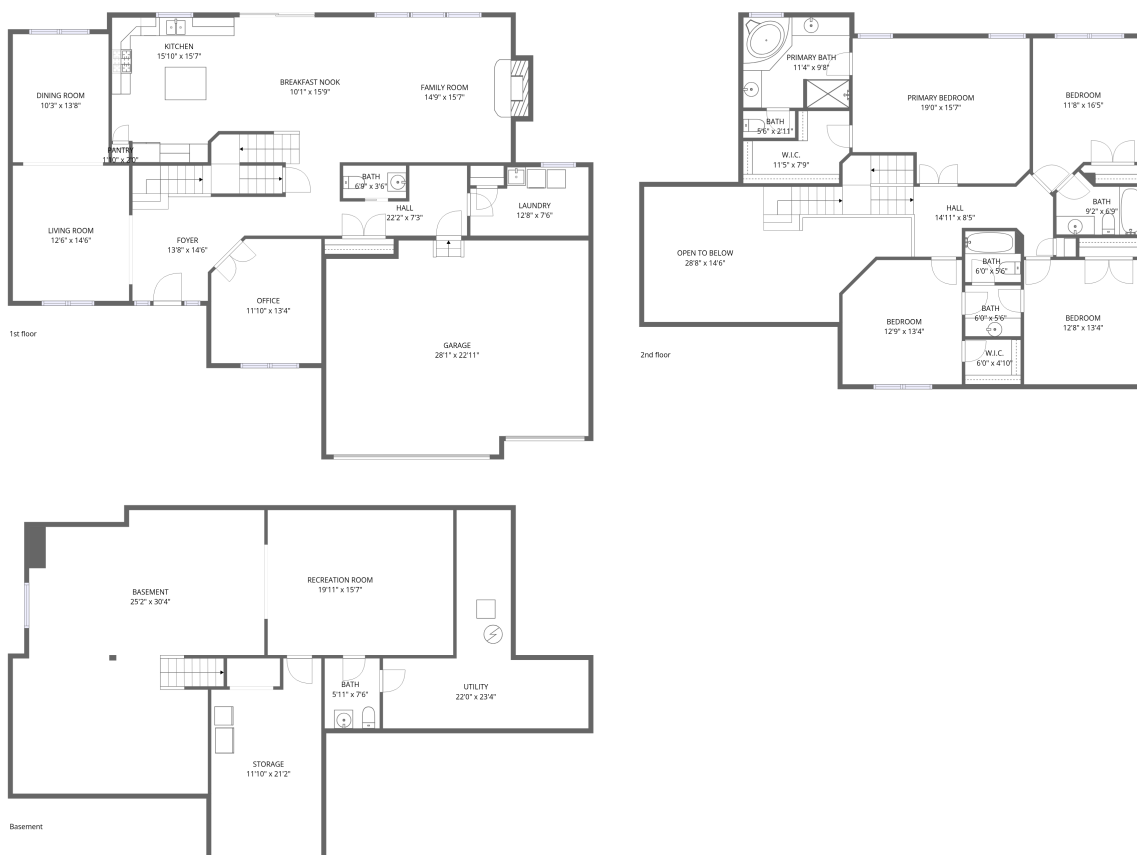 KITCHEN
15'10" x 15'7"
DINING ROOM
10'3" x 13'8"
BREAKFAST NOOK
10'1" x 15'9"
FAMILY ROOM
14'9" x 15'7"
PANTRY
1'10" x 2'0"
BATH
6'9" x 3'6"
HALL
22'2" x 7'3"
LAUNDRY
12'8" x 7'6"
LIVING ROOM
12'6" x 14'6"
FOYER
13'8" x 14'6"
OFFICE
11'10" x 13'4"
GARAGE
28'1" x 22'11"
1st floor
PRIMARY BATH
11'4" x 9'8"
PRIMARY BEDROOM
19'0" x 15'7"
BEDROOM
11'8" x 16'5"
BATH
5'6" x 2'11"
W.I.C.
11'5" x 7'9"
HALL
14'11" x 8'5"
BATH
9'2" x 6'9"
OPEN TO BELOW
28'8" x 14'6"
BATH
6'0" x 5'6"
BATH
6'0" x 5'6"
BEDROOM
12'9" x 13'4"
BEDROOM
12'8" x 13'4"
W.I.C.
6'0" x 4'10"
2nd floor
BASEMENT
25'2" x 30'4"
RECREATION ROOM
19'11" x 15'7"
BATH
5'11" x 7'6"
UTILITY
22'0" x 23'4"
STORAGE
11'10" x 21'2"
Basement